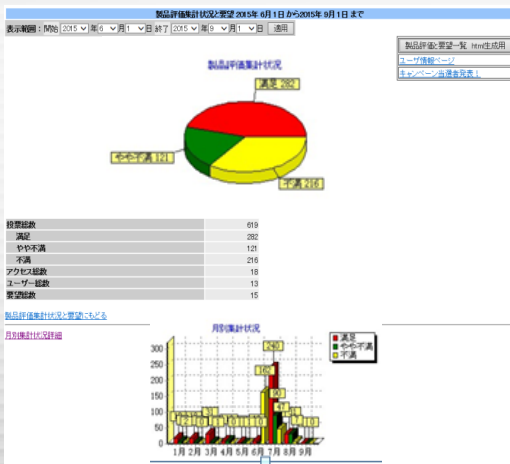 製品評価集計状況と要望 2015年 6月1日 から2015年 9月1日 まで
表示範囲：開始 2015 年 6 月 1 日 終了 2015 年 9 月 1 日 適用
製品評価と要望一覧 html生成用
ユーザ情報ページ
キャンペーン当選者発表！
製品評価集計状況
満足 282
やや不満 121
不満 216
投票総数 619
満足 282
やや不満 121
不満 216
アクセス総数 18
ユーザー総数 13
要望総数 15
製品評価集計状況と要望にもどる
月別集計状況詳細
月別集計状況
満足
やや不満
不満
300
250
200
150
100
50
0
240
162
90
47
1月 2月 3月 4月 5月 6月 7月 8月 9月